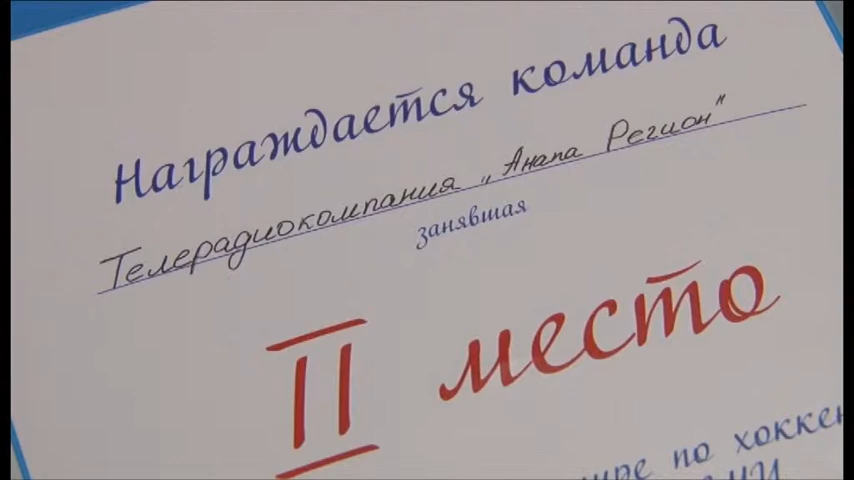 Награждается команда
Телерадиокомпания „Анапа Регион"
занявшая
II место
по хоккею